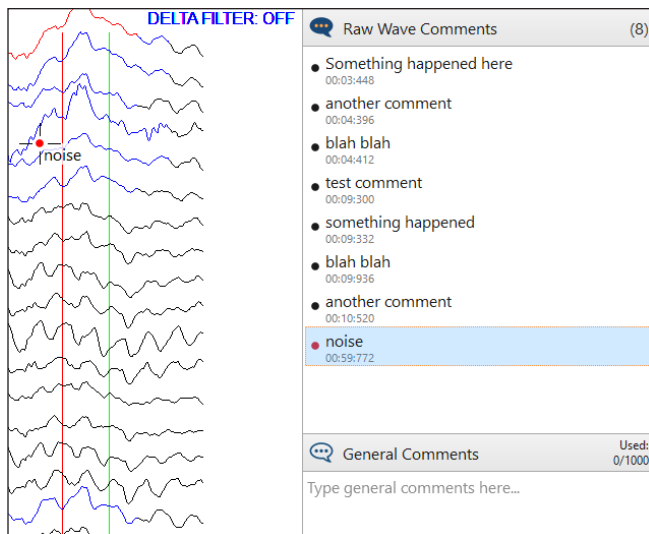 DELTA FILTER: OFF
noise
Raw Wave Comments (8)
Something happened here
00:03:448
another comment
00:04:396
blah blah
00:04:412
test comment
00:09:300
something happened
00:09:332
blah blah
00:09:936
another comment
00:10:520
noise
00:59:772
General Comments
Used:
0/1000
Type general comments here...